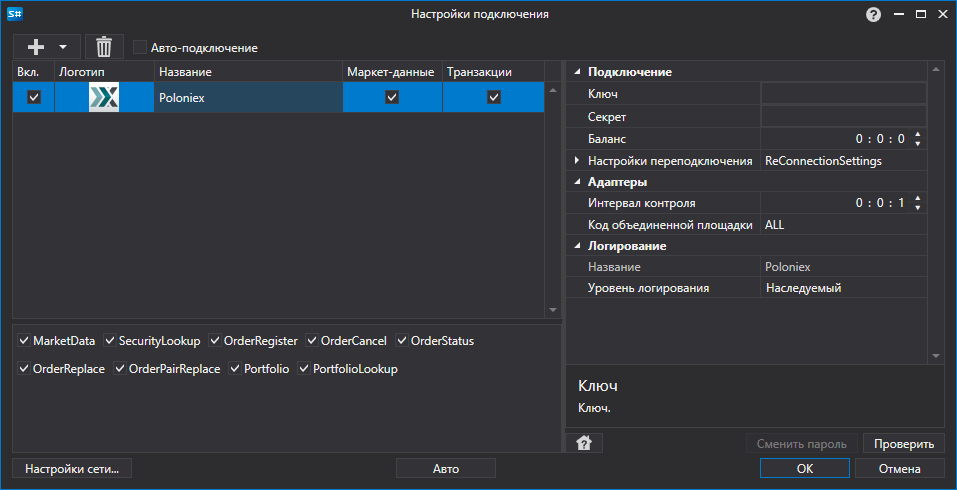 S# Настройки подключения ?
Авто-подключение
Вкл. Логотип Название Маркет-данные Транзакции
Poloniex
MarketData SecurityLookup OrderRegister OrderCancel OrderStatus
OrderReplace OrderPairReplace Portfolio PortfolioLookup
Подключение
Ключ
Секрет
Баланс 0 : 0 : 0
Настройки переподключения ReConnectionSettings
Адаптеры
Интервал контроля 0 : 0 : 1
Код объединенной площадки ALL
Логирование
Название Poloniex
Уровень логирования Наследуемый
Ключ
Ключ.
? Сменить пароль Проверить
Настройки сети... Авто OK Отмена